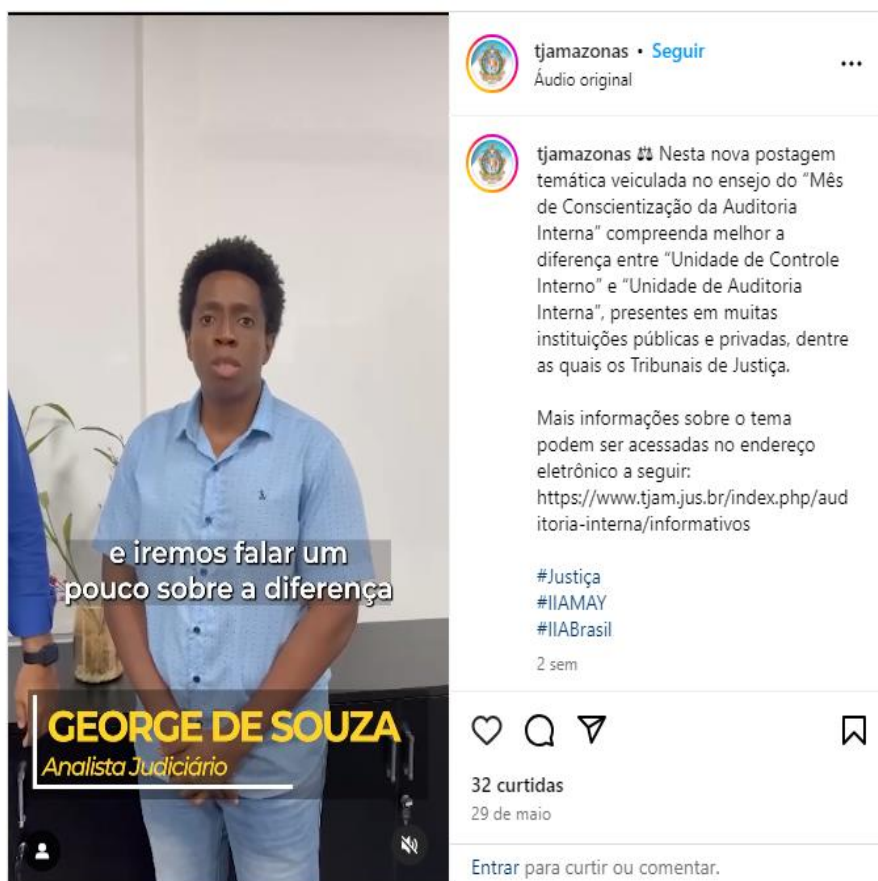 e iremos falar um
pouco sobre a diferença
GEORGE DE SOUZA
Analista Judiciário
tjamazonas • Seguir
Áudio original
tjamazonas ⚖ Nesta nova postagem
temática veiculada no ensejo do “Mês
de Conscientização da Auditoria
Interna” compreenda melhor a
diferença entre “Unidade de Controle
Interno” e “Unidade de Auditoria
Interna”, presentes em muitas
instituições públicas e privadas, dentre
as quais os Tribunais de Justiça.
Mais informações sobre o tema
podem ser acessadas no endereço
eletrônico a seguir:
https://www.tjam.jus.br/index.php/aud
itoria-interna/informativos
#Justiça
#IIAMAY
#IIABrasil
2 sem
32 curtidas
29 de maio
Entrar para curtir ou comentar.